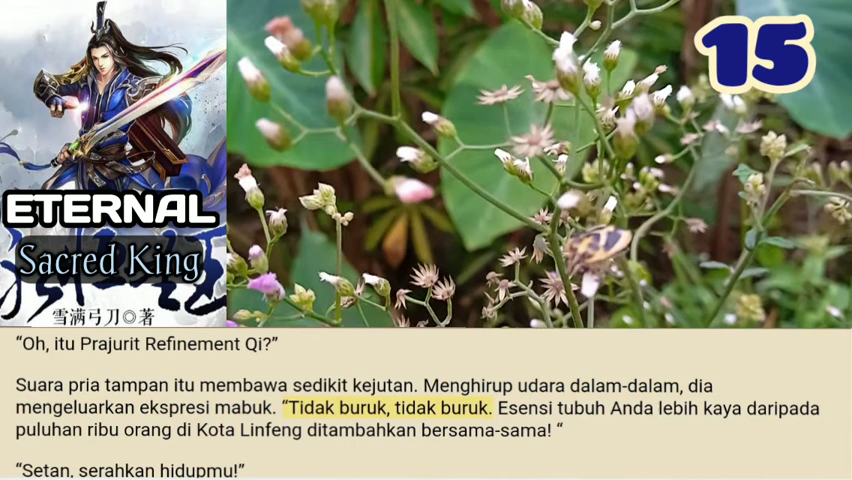 15
ETERNAL
Sacred King
雪满弓刀◎著
“Oh, itu Prajurit Refinement Qi?”
Suara pria tampan itu membawa sedikit kejutan. Menghirup udara dalam-dalam, dia
mengeluarkan ekspresi mabuk. “Tidak buruk, tidak buruk. Esensi tubuh Anda lebih kaya daripada
puluhan ribu orang di Kota Linfeng ditambahkan bersama-sama! “
“Setan, serahkan hidupmu!”